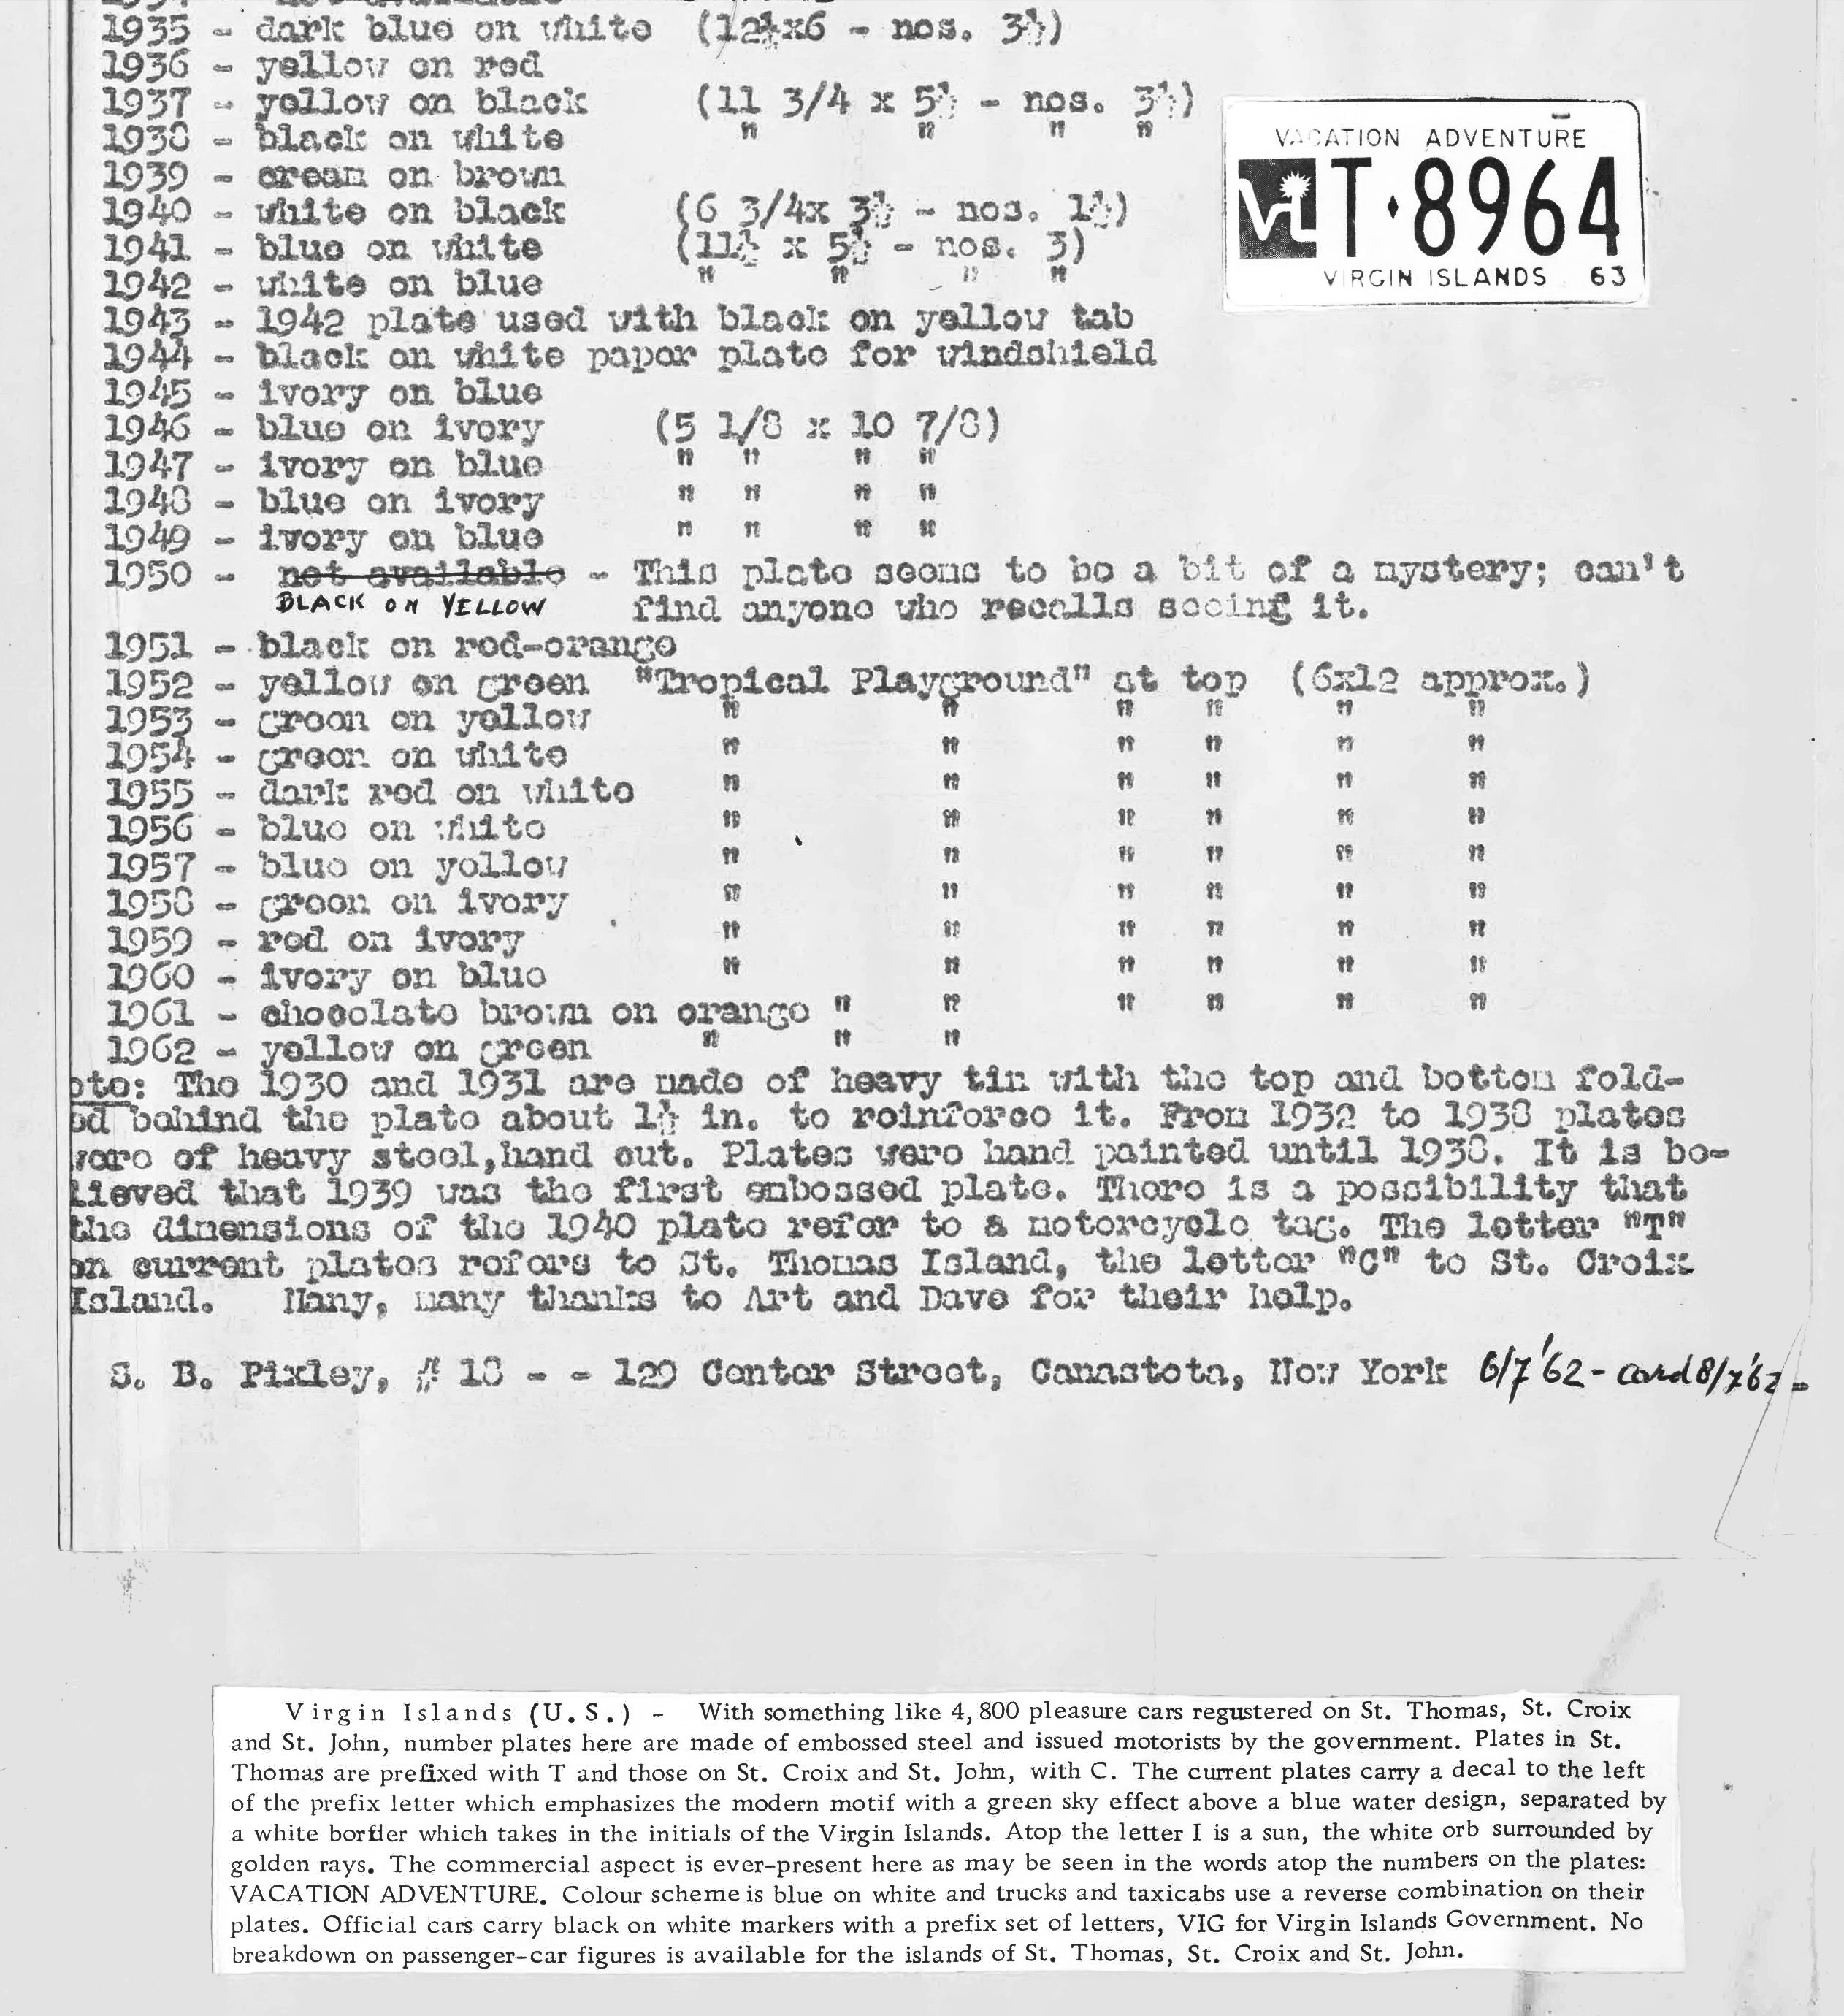 1935 - dark blue on white (12½x6 - nos. 3½)
1936 - yellow on red
1937 - yellow on black (11 3/4 x 5½ - nos. 3½)
1938 - black on white " " " "
1939 - cream on brown
1940 - white on black (6 3/4x 3½ - nos. 1½)
1941 - blue on white (11½ x 5½ - nos. 3)
1942 - white on blue " " " "
1943 - 1942 plate used with black on yellow tab
1944 - black on white paper plate for windshield
1945 - ivory on blue
1946 - blue on ivory (5 1/8 x 10 7/8)
1947 - ivory on blue " " " "
1948 - blue on ivory " " " "
1949 - ivory on blue " " " "
1950 - not available - This plate seems to be a bit of a mystery; can't
BLACK ON YELLOW find anyone who recalls seeing it.
1951 - black on red-orange
1952 - yellow on green "Tropical Playground" at top (6x12 approx.)
1953 - green on yellow " " " " " "
1954 - green on white " " " " " "
1955 - dark red on white " " " " " "
1956 - blue on white " " " " " "
1957 - blue on yellow " " " " " "
1958 - green on ivory " " " " " "
1959 - red on ivory " " " " " "
1960 - ivory on blue " " " " " "
1961 - chocolate brown on orange " " " " " "
1962 - yellow on green " " "
ote: The 1930 and 1931 are made of heavy tin with the top and bottom fold-
ed behind the plate about 1½ in. to reinforce it. From 1932 to 1938 plates
were of heavy steel,hand cut. Plates were hand painted until 1938. It is be-
lieved that 1939 was the first embossed plate. There is a possibility that
the dimensions of the 1940 plate refer to a motorcycle tag. The letter "T"
on current plates refers to St. Thomas Island, the letter "C" to St. Croix
Island. Many, many thanks to Art and Dave for their help.
S. B. Pixley, # 18 - - 129 Center Street, Canastota, New York 6/7'62 - card 8/7'62 -
VACATION ADVENTURE
VI T·8964
VIRGIN ISLANDS 63
Virgin Islands (U.S.) - With something like 4,800 pleasure cars regustered on St. Thomas, St. Croix
and St. John, number plates here are made of embossed steel and issued motorists by the government. Plates in St.
Thomas are prefixed with T and those on St. Croix and St. John, with C. The current plates carry a decal to the left
of the prefix letter which emphasizes the modern motif with a green sky effect above a blue water design, separated by
a white border which takes in the initials of the Virgin Islands. Atop the letter I is a sun, the white orb surrounded by
golden rays. The commercial aspect is ever-present here as may be seen in the words atop the numbers on the plates:
VACATION ADVENTURE. Colour scheme is blue on white and trucks and taxicabs use a reverse combination on their
plates. Official cars carry black on white markers with a prefix set of letters, VIG for Virgin Islands Government. No
breakdown on passenger-car figures is available for the islands of St. Thomas, St. Croix and St. John.